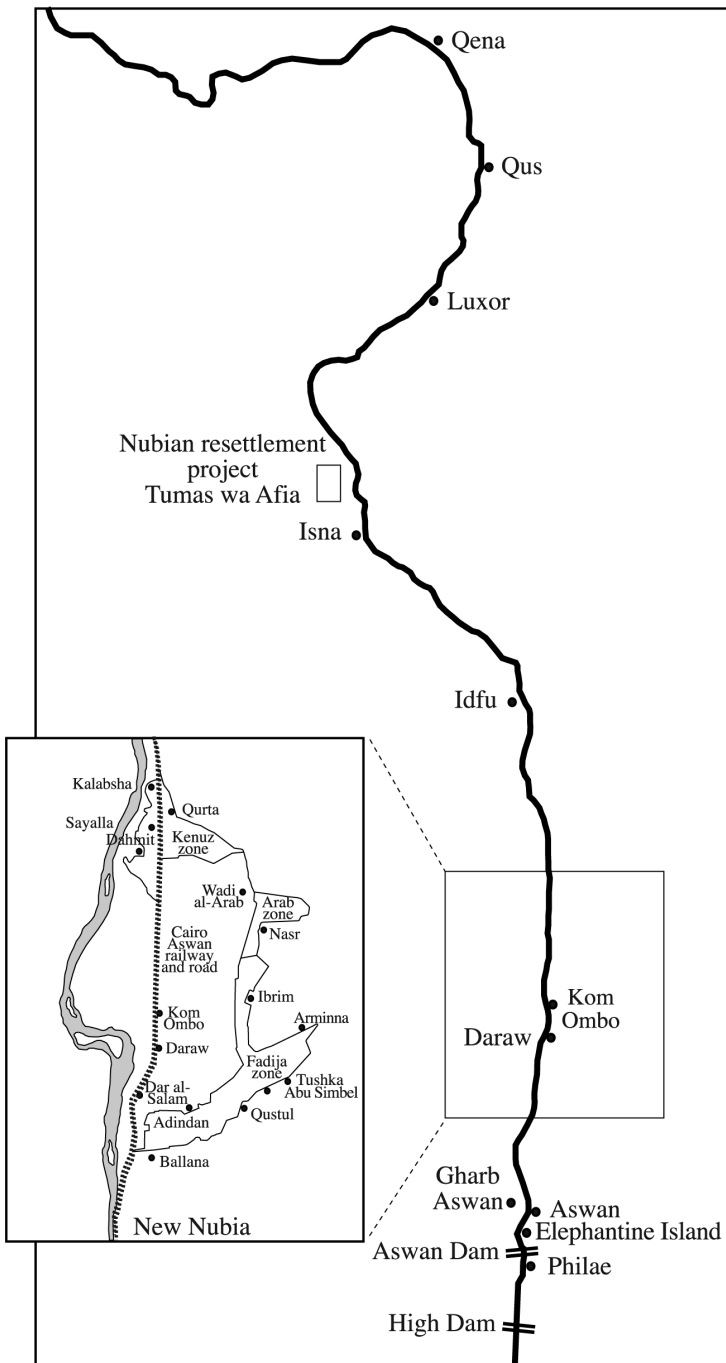 Qena
Qus
Luxor
Nubian resettlement
project
Tumas wa Afia
Isna
Idfu
Kalabsha
Qurta
Sayalla
Dahmit
Kenuz
zone
Wadi
al-Arab
Arab
zone
Nasr
Cairo
Aswan
railway
and road
Ibrim
Kom
Ombo
Arminna
Daraw
Fadija
zone
Tushka
Abu Simbel
Dar al-
Salam
Adindan
Qustul
Ballana
New Nubia
Kom
Ombo
Daraw
Gharb
Aswan
Aswan
Elephantine Island
Aswan Dam
Philae
High Dam